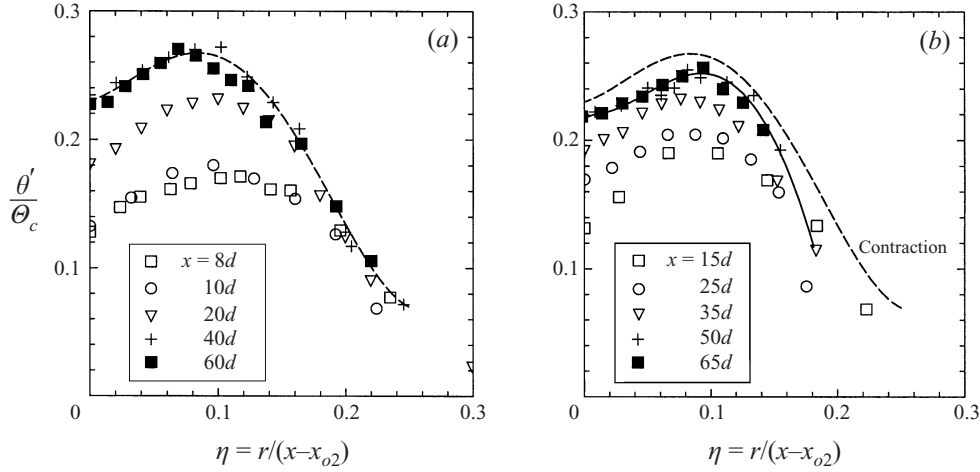 (a)
0.3
0.2
0.1
0
0.1
0.2
0.3
θ′
Θc
x = 8d
10d
20d
40d
60d
η = r/(x–xo2)
(b)
0.3
0.2
0.1
0
0.1
0.2
0.3
Contraction
x = 15d
25d
35d
50d
65d
η = r/(x–xo2)